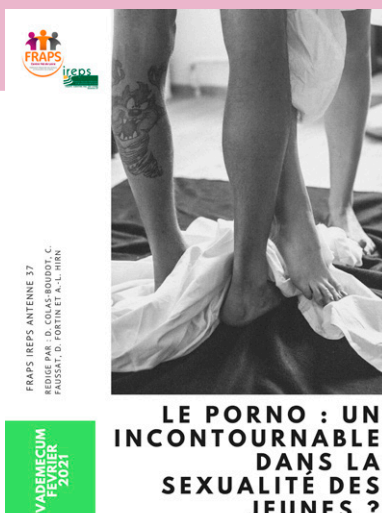 FRAPS
ireps
FRAPS IREPS ANTENNE 37
REDIGE PAR : D. COLAS-BOUDOT, C.
FAUSSAT, D. FORTIN ET A.-L. HIRN
VADEMECUM
FEVRIER
2021
LE PORNO : UN
INCONTOURNABLE
DANS LA
SEXUALITÉ DES
JEUNES ?